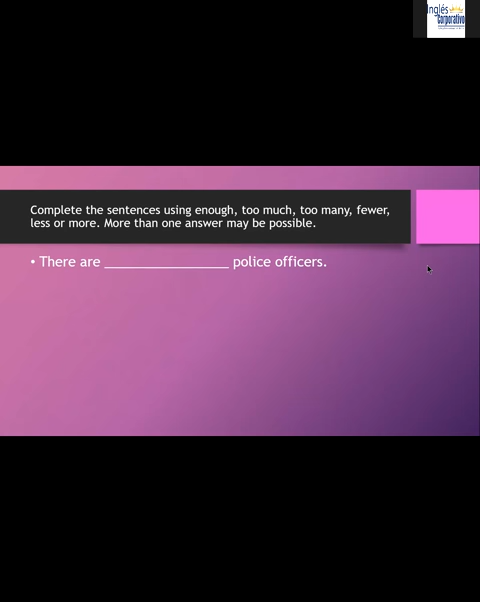 Inglés
Corporativo
Complete the sentences using enough, too much, too many, fewer,
less or more. More than one answer may be possible.
• There are _________________ police officers.